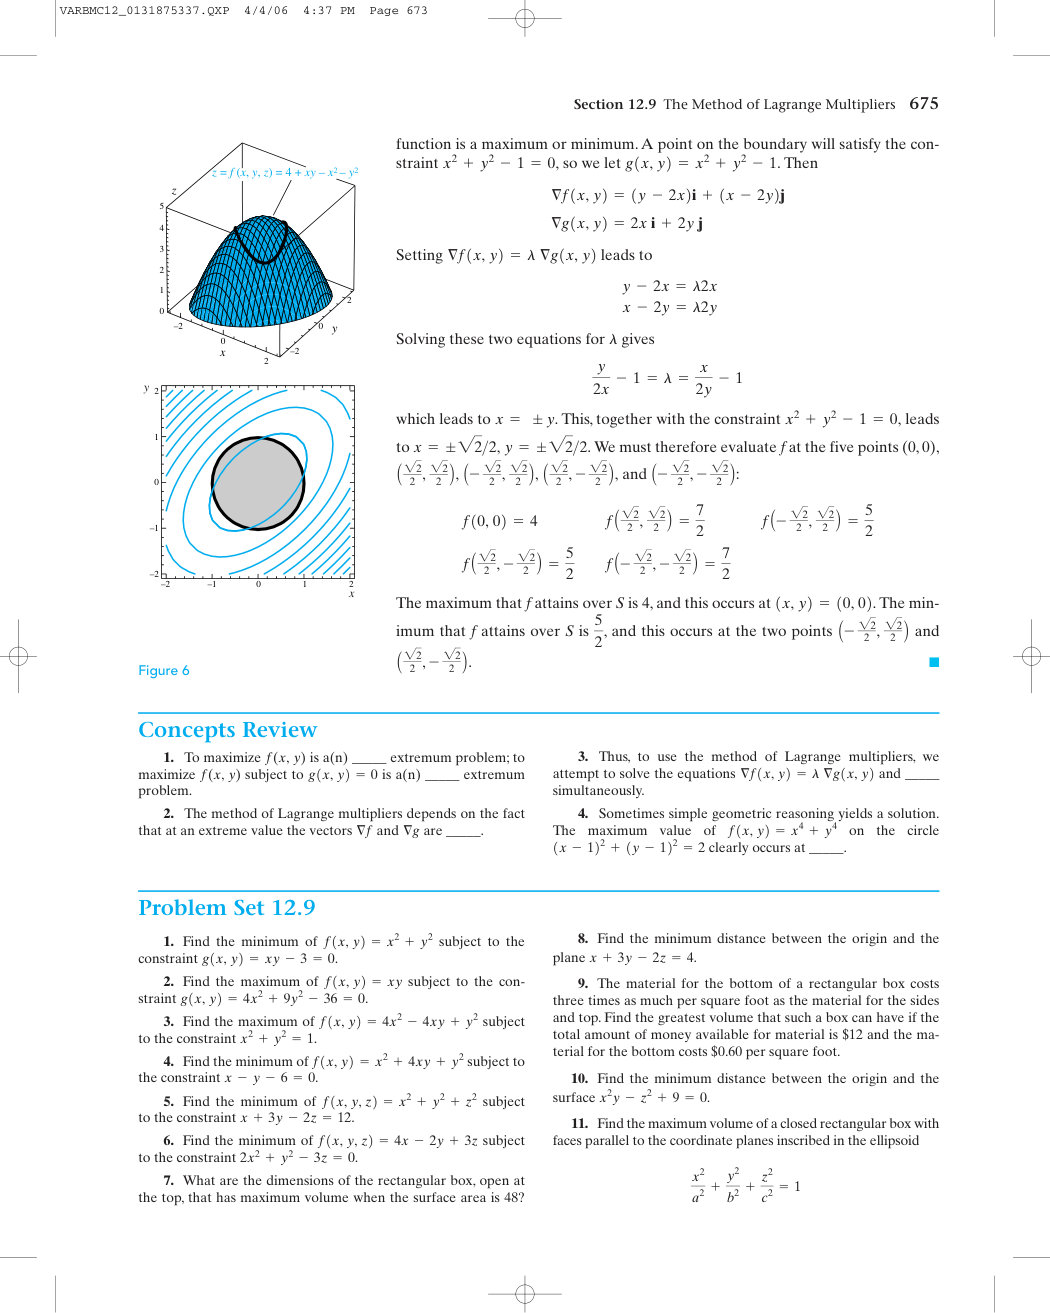 VARBMC12_0131875337.QXP 4/4/06 4:37 PM Page 673
Section 12.9 The Method of Lagrange Multipliers 675
z = f (x, y, z) = 4 + xy – x² – y²
z
5
4
3
2
1
0
–2
0
x
2
–2
0
y
2
y
2
1
0
–1
–2
–2
–1
0
1
2
x
Figure 6
function is a maximum or minimum. A point on the boundary will satisfy the con-
straint x² + y² − 1 = 0, so we let g(x, y) = x² + y² − 1. Then
∇f(x, y) = (y − 2x)i + (x − 2y)j
∇g(x, y) = 2x i + 2y j
Setting ∇f(x, y) = λ ∇g(x, y) leads to
y − 2x = λ2x
x − 2y = λ2y
Solving these two equations for λ gives
y/2x − 1 = λ = x/2y − 1
which leads to x = ±y. This, together with the constraint x² + y² − 1 = 0, leads
to x = ±√2/2, y = ±√2/2. We must therefore evaluate f at the five points (0, 0),
(√2/2, √2/2), (−√2/2, √2/2), (√2/2, −√2/2), and (−√2/2, −√2/2):
f(0, 0) = 4 f(√2/2, √2/2) = 7/2 f(−√2/2, √2/2) = 5/2
f(√2/2, −√2/2) = 5/2 f(−√2/2, −√2/2) = 7/2
The maximum that f attains over S is 4, and this occurs at (x, y) = (0, 0). The min-
imum that f attains over S is 5/2, and this occurs at the two points (−√2/2, √2/2) and
(√2/2, −√2/2).
Concepts Review
1. To maximize f(x, y) is a(n) _____ extremum problem; to
maximize f(x, y) subject to g(x, y) = 0 is a(n) _____ extremum
problem.
2. The method of Lagrange multipliers depends on the fact
that at an extreme value the vectors ∇f and ∇g are _____.
3. Thus, to use the method of Lagrange multipliers, we
attempt to solve the equations ∇f(x, y) = λ ∇g(x, y) and _____
simultaneously.
4. Sometimes simple geometric reasoning yields a solution.
The maximum value of f(x, y) = x⁴ + y⁴ on the circle
(x − 1)² + (y − 1)² = 2 clearly occurs at _____.
Problem Set 12.9
1. Find the minimum of f(x, y) = x² + y² subject to the
constraint g(x, y) = xy − 3 = 0.
2. Find the maximum of f(x, y) = xy subject to the con-
straint g(x, y) = 4x² + 9y² − 36 = 0.
3. Find the maximum of f(x, y) = 4x² − 4xy + y² subject
to the constraint x² + y² = 1.
4. Find the minimum of f(x, y) = x² + 4xy + y² subject to
the constraint x − y − 6 = 0.
5. Find the minimum of f(x, y, z) = x² + y² + z² subject
to the constraint x + 3y − 2z = 12.
6. Find the minimum of f(x, y, z) = 4x − 2y + 3z subject
to the constraint 2x² + y² − 3z = 0.
7. What are the dimensions of the rectangular box, open at
the top, that has maximum volume when the surface area is 48?
8. Find the minimum distance between the origin and the
plane x + 3y − 2z = 4.
9. The material for the bottom of a rectangular box costs
three times as much per square foot as the material for the sides
and top. Find the greatest volume that such a box can have if the
total amount of money available for material is $12 and the ma-
terial for the bottom costs $0.60 per square foot.
10. Find the minimum distance between the origin and the
surface x²y − z² + 9 = 0.
11. Find the maximum volume of a closed rectangular box with
faces parallel to the coordinate planes inscribed in the ellipsoid
x²/a² + y²/b² + z²/c² = 1